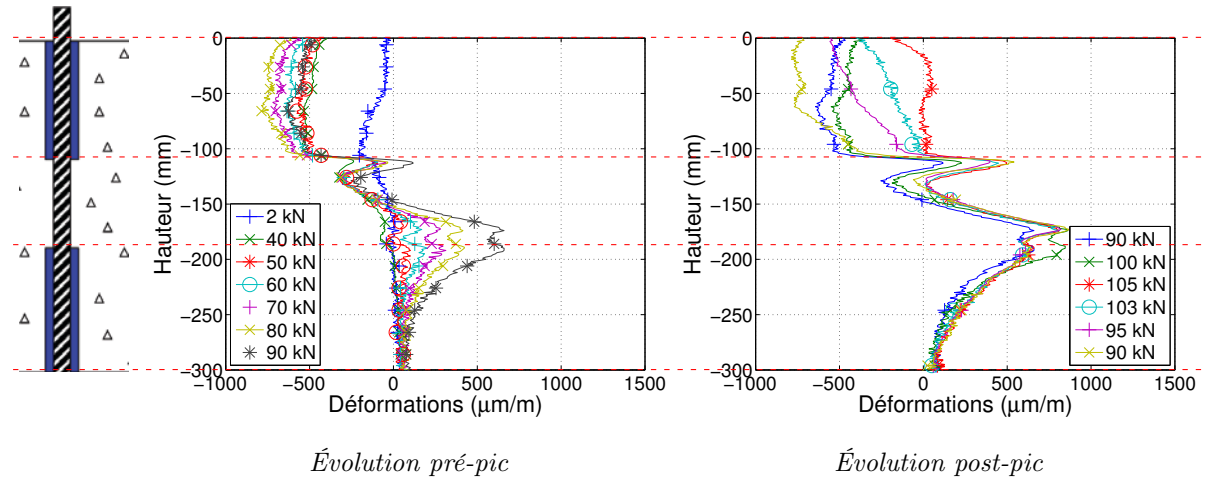 0
−50
−100
−150
−200
−250
−300
Hauteur (mm)
2 kN
40 kN
50 kN
60 kN
70 kN
80 kN
90 kN
−1000
−500
0
500
1000
1500
Déformations (μm/m)
Évolution pré-pic
0
−50
−100
−150
−200
−250
−300
Hauteur (mm)
90 kN
100 kN
105 kN
103 kN
95 kN
90 kN
−1000
−500
0
500
1000
1500
Déformations (μm/m)
Évolution post-pic